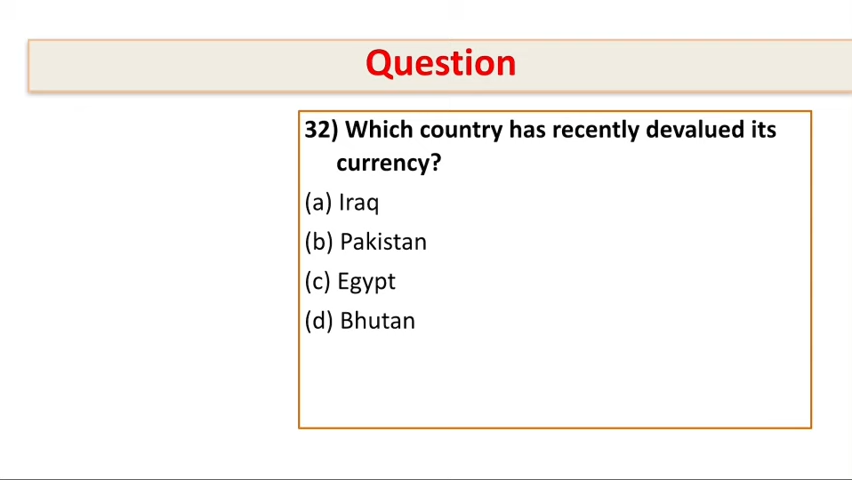 Question
32) Which country has recently devalued its
currency?
(a) Iraq
(b) Pakistan
(c) Egypt
(d) Bhutan